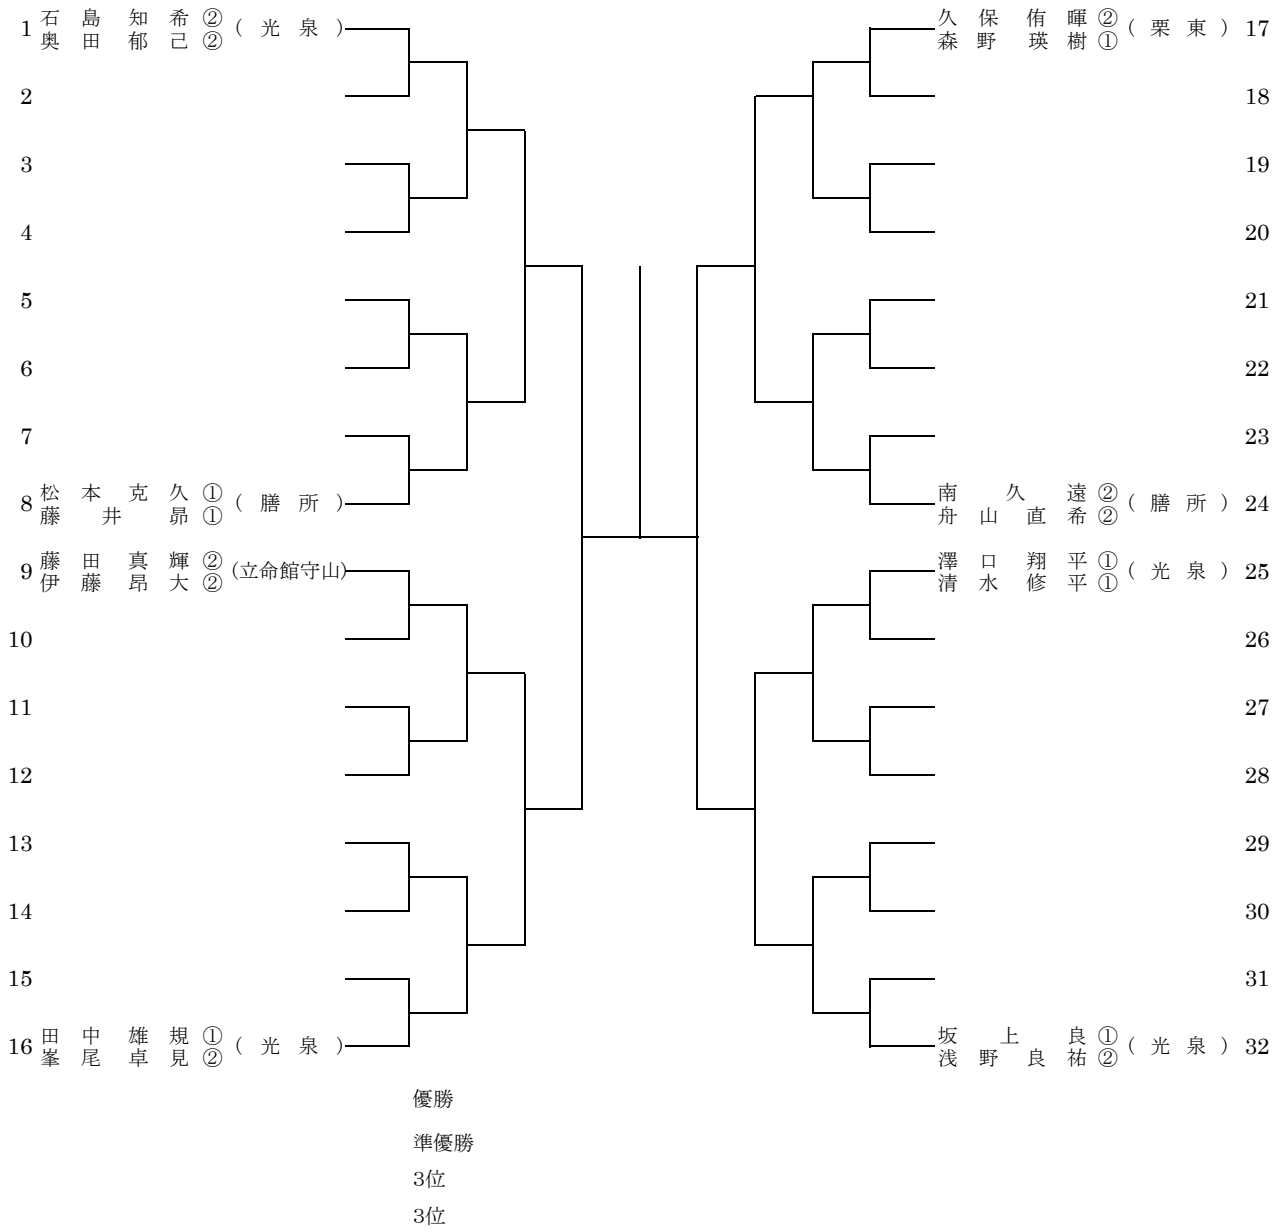 1 石島知希② (光泉)
奥田郁己②
2
3
4
5
6
7
8 松本克久① (膳所)
藤井昴①
9 藤田真輝② (立命館守山)
伊藤昂大②
10
11
12
13
14
15
16 田中雄規① (光泉)
峯尾卓見②
久保侑暉② (栗東) 17
森野瑛樹①
18
19
20
21
22
23
南久遠② (膳所) 24
舟山直希②
澤口翔平① (光泉) 25
清水修平①
26
27
28
29
30
31
坂上良① (光泉) 32
浅野良祐②
優勝
準優勝
3位
3位